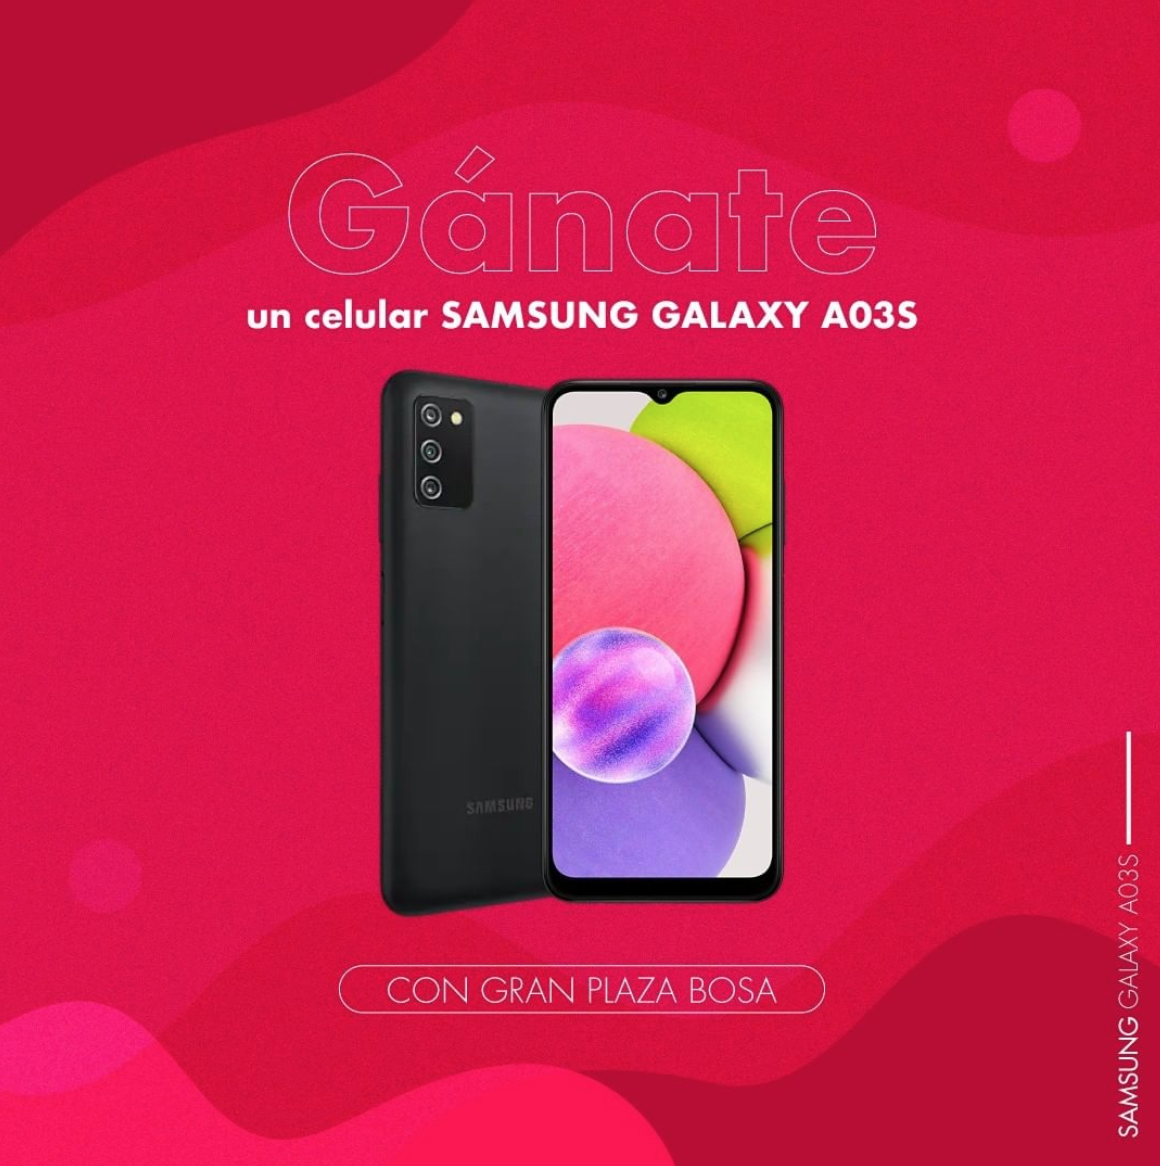 Gánate
un celular SAMSUNG GALAXY A03S
SAMSUNG
CON GRAN PLAZA BOSA
SAMSUNG GALAXY A03S